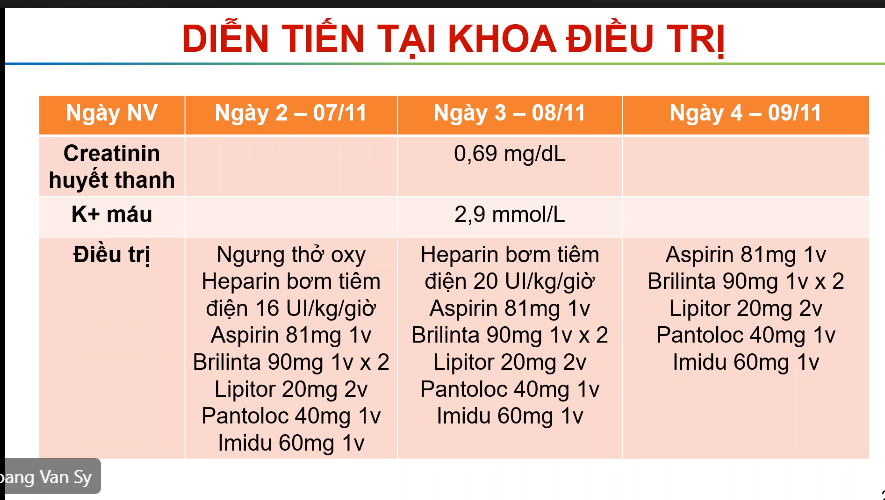 DIỄN TIẾN TẠI KHOA ĐIỀU TRỊ
Ngày NV
Ngày 2 – 07/11
Ngày 3 – 08/11
Ngày 4 – 09/11
Creatinin
huyết thanh
0,69 mg/dL
K+ máu
2,9 mmol/L
Điều trị
Ngưng thở oxy
Heparin bơm tiêm
điện 16 UI/kg/giờ
Aspirin 81mg 1v
Brilinta 90mg 1v x 2
Lipitor 20mg 2v
Pantoloc 40mg 1v
Imidu 60mg 1v
Heparin bơm tiêm
điện 20 UI/kg/giờ
Aspirin 81mg 1v
Brilinta 90mg 1v x 2
Lipitor 20mg 2v
Pantoloc 40mg 1v
Imidu 60mg 1v
Aspirin 81mg 1v
Brilinta 90mg 1v x 2
Lipitor 20mg 2v
Pantoloc 40mg 1v
Imidu 60mg 1v
Van Sy